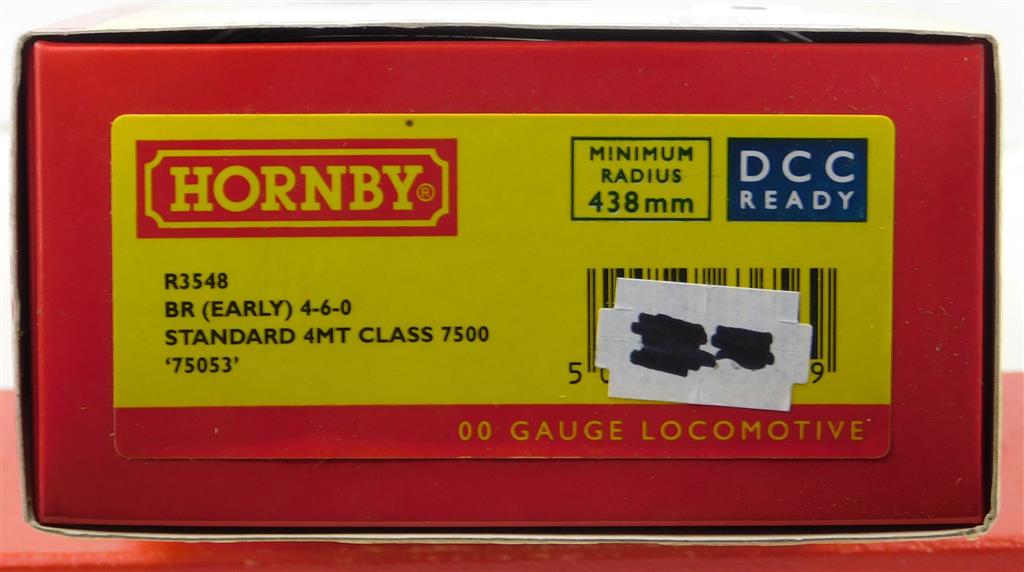 HORNBY®
MINIMUM
RADIUS
438mm
DCC
READY
R3548
BR (EARLY) 4-6-0
STANDARD 4MT CLASS 7500
'75053'
5
9
00 GAUGE LOCOMOTIVE